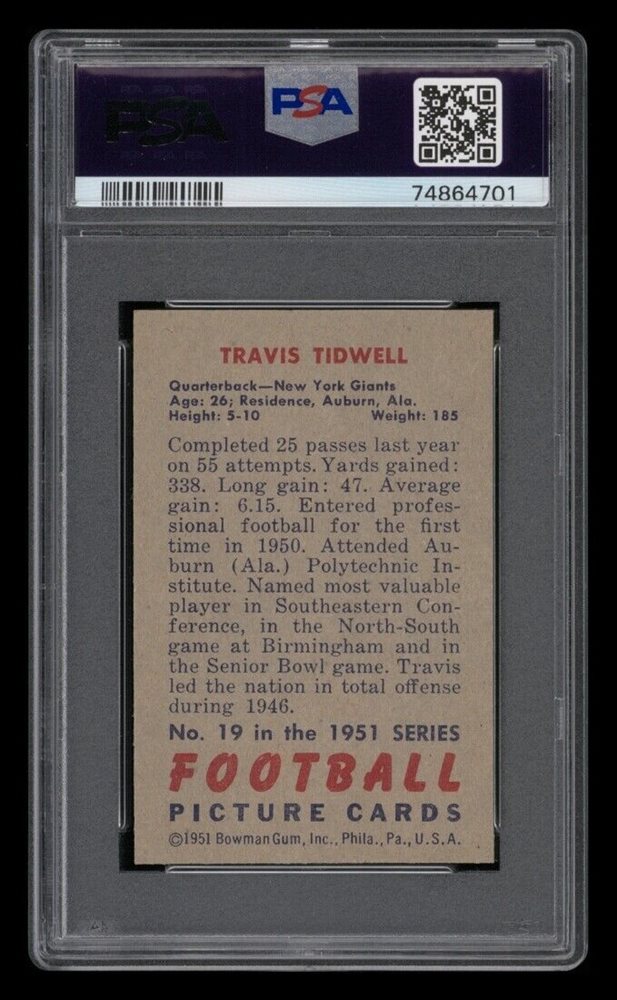 PSA
PSA
74864701
TRAVIS TIDWELL
Quarterback—New York Giants
Age: 26; Residence, Auburn, Ala.
Height: 5-10 Weight: 185
Completed 25 passes last year
on 55 attempts. Yards gained:
338. Long gain: 47. Average
gain: 6.15. Entered profes-
sional football for the first
time in 1950. Attended Au-
burn (Ala.) Polytechnic In-
stitute. Named most valuable
player in Southeastern Con-
ference, in the North-South
game at Birmingham and in
the Senior Bowl game. Travis
led the nation in total offense
during 1946.
No. 19 in the 1951 SERIES
FOOTBALL
PICTURE CARDS
©1951 Bowman Gum, Inc., Phila., Pa., U.S.A.